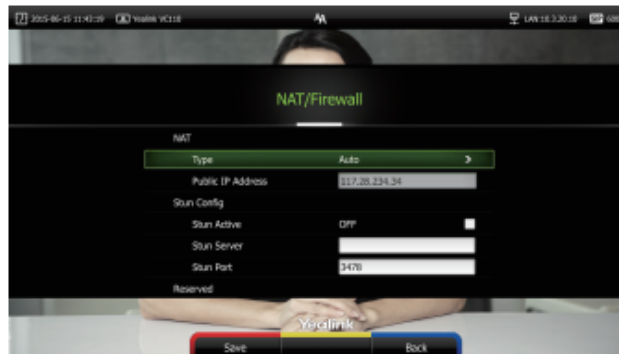 2015-06-15 11:43:19 Yealink VC110 LAN:10.3.20.10 SIP
NAT/Firewall
NAT
Type Auto >
Public IP Address 117.28.234.34
Stun Config
Stun Active OFF
Stun Server
Stun Port 3478
Reserved
Yealink
Save Back